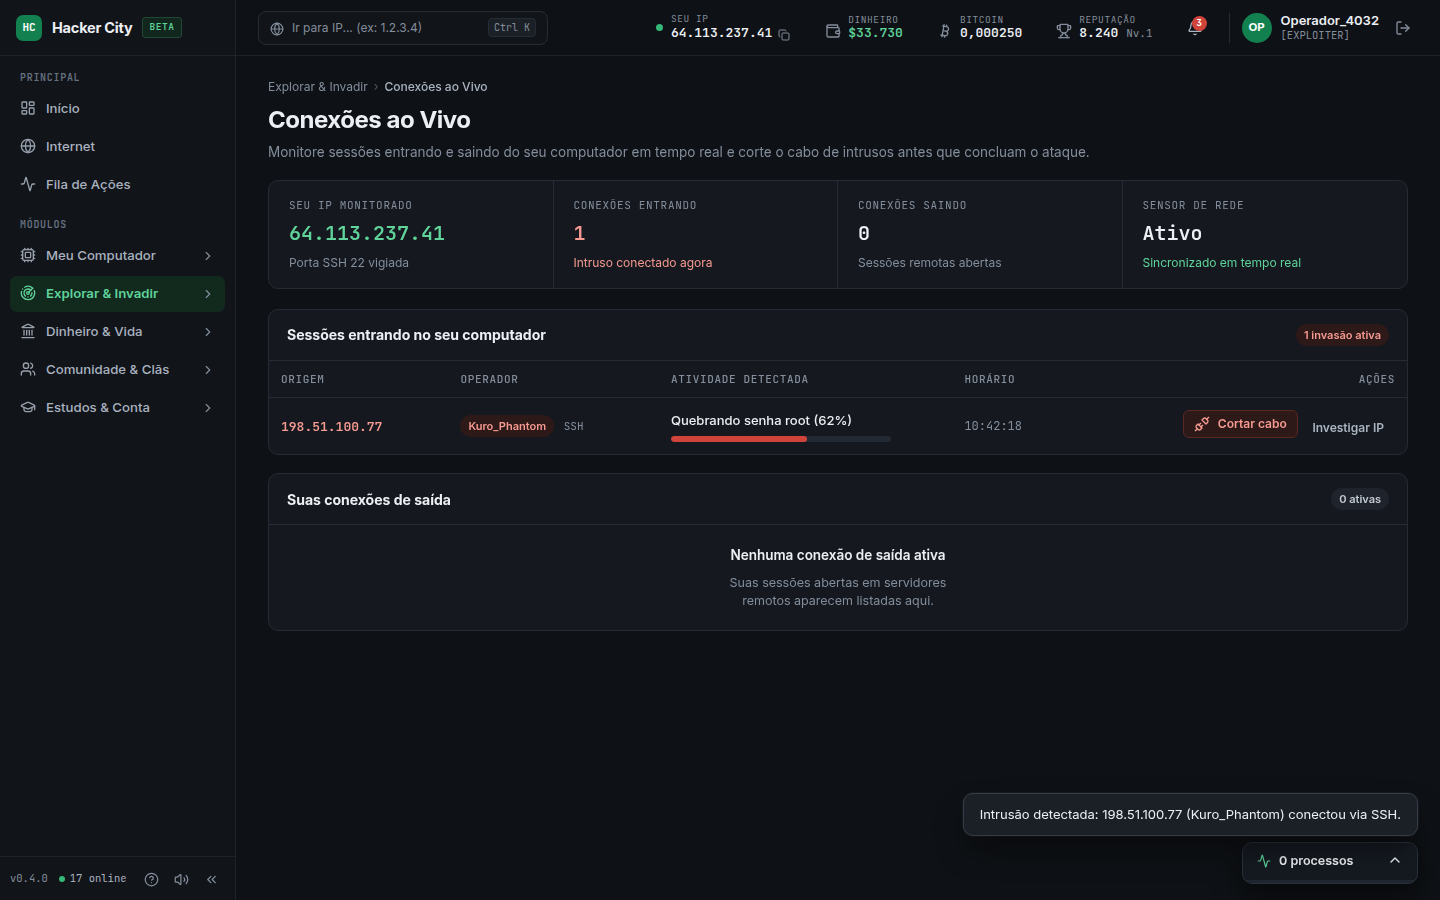 HC Hacker City BETA
Ir para IP... (ex: 1.2.3.4) Ctrl K
SEU IP
64.113.237.41
DINHEIRO
$33.730
BITCOIN
0,000250
REPUTAÇÃO
8.240 Nv.1
3
OP
Operador_4032
[EXPLOITER]
PRINCIPAL
Início
Internet
Fila de Ações
MÓDULOS
Meu Computador
Explorar & Invadir
Dinheiro & Vida
Comunidade & Clãs
Estudos & Conta
v0.4.0 17 online
Explorar & Invadir › Conexões ao Vivo
Conexões ao Vivo
Monitore sessões entrando e saindo do seu computador em tempo real e corte o cabo de intrusos antes que concluam o ataque.
SEU IP MONITORADO
64.113.237.41
Porta SSH 22 vigiada
CONEXÕES ENTRANDO
1
Intruso conectado agora
CONEXÕES SAINDO
0
Sessões remotas abertas
SENSOR DE REDE
Ativo
Sincronizado em tempo real
Sessões entrando no seu computador 1 invasão ativa
ORIGEM OPERADOR ATIVIDADE DETECTADA HORÁRIO AÇÕES
198.51.100.77 Kuro_Phantom SSH Quebrando senha root (62%) 10:42:18 Cortar cabo Investigar IP
Suas conexões de saída 0 ativas
Nenhuma conexão de saída ativa
Suas sessões abertas em servidores
remotos aparecem listadas aqui.
Intrusão detectada: 198.51.100.77 (Kuro_Phantom) conectou via SSH.
0 processos